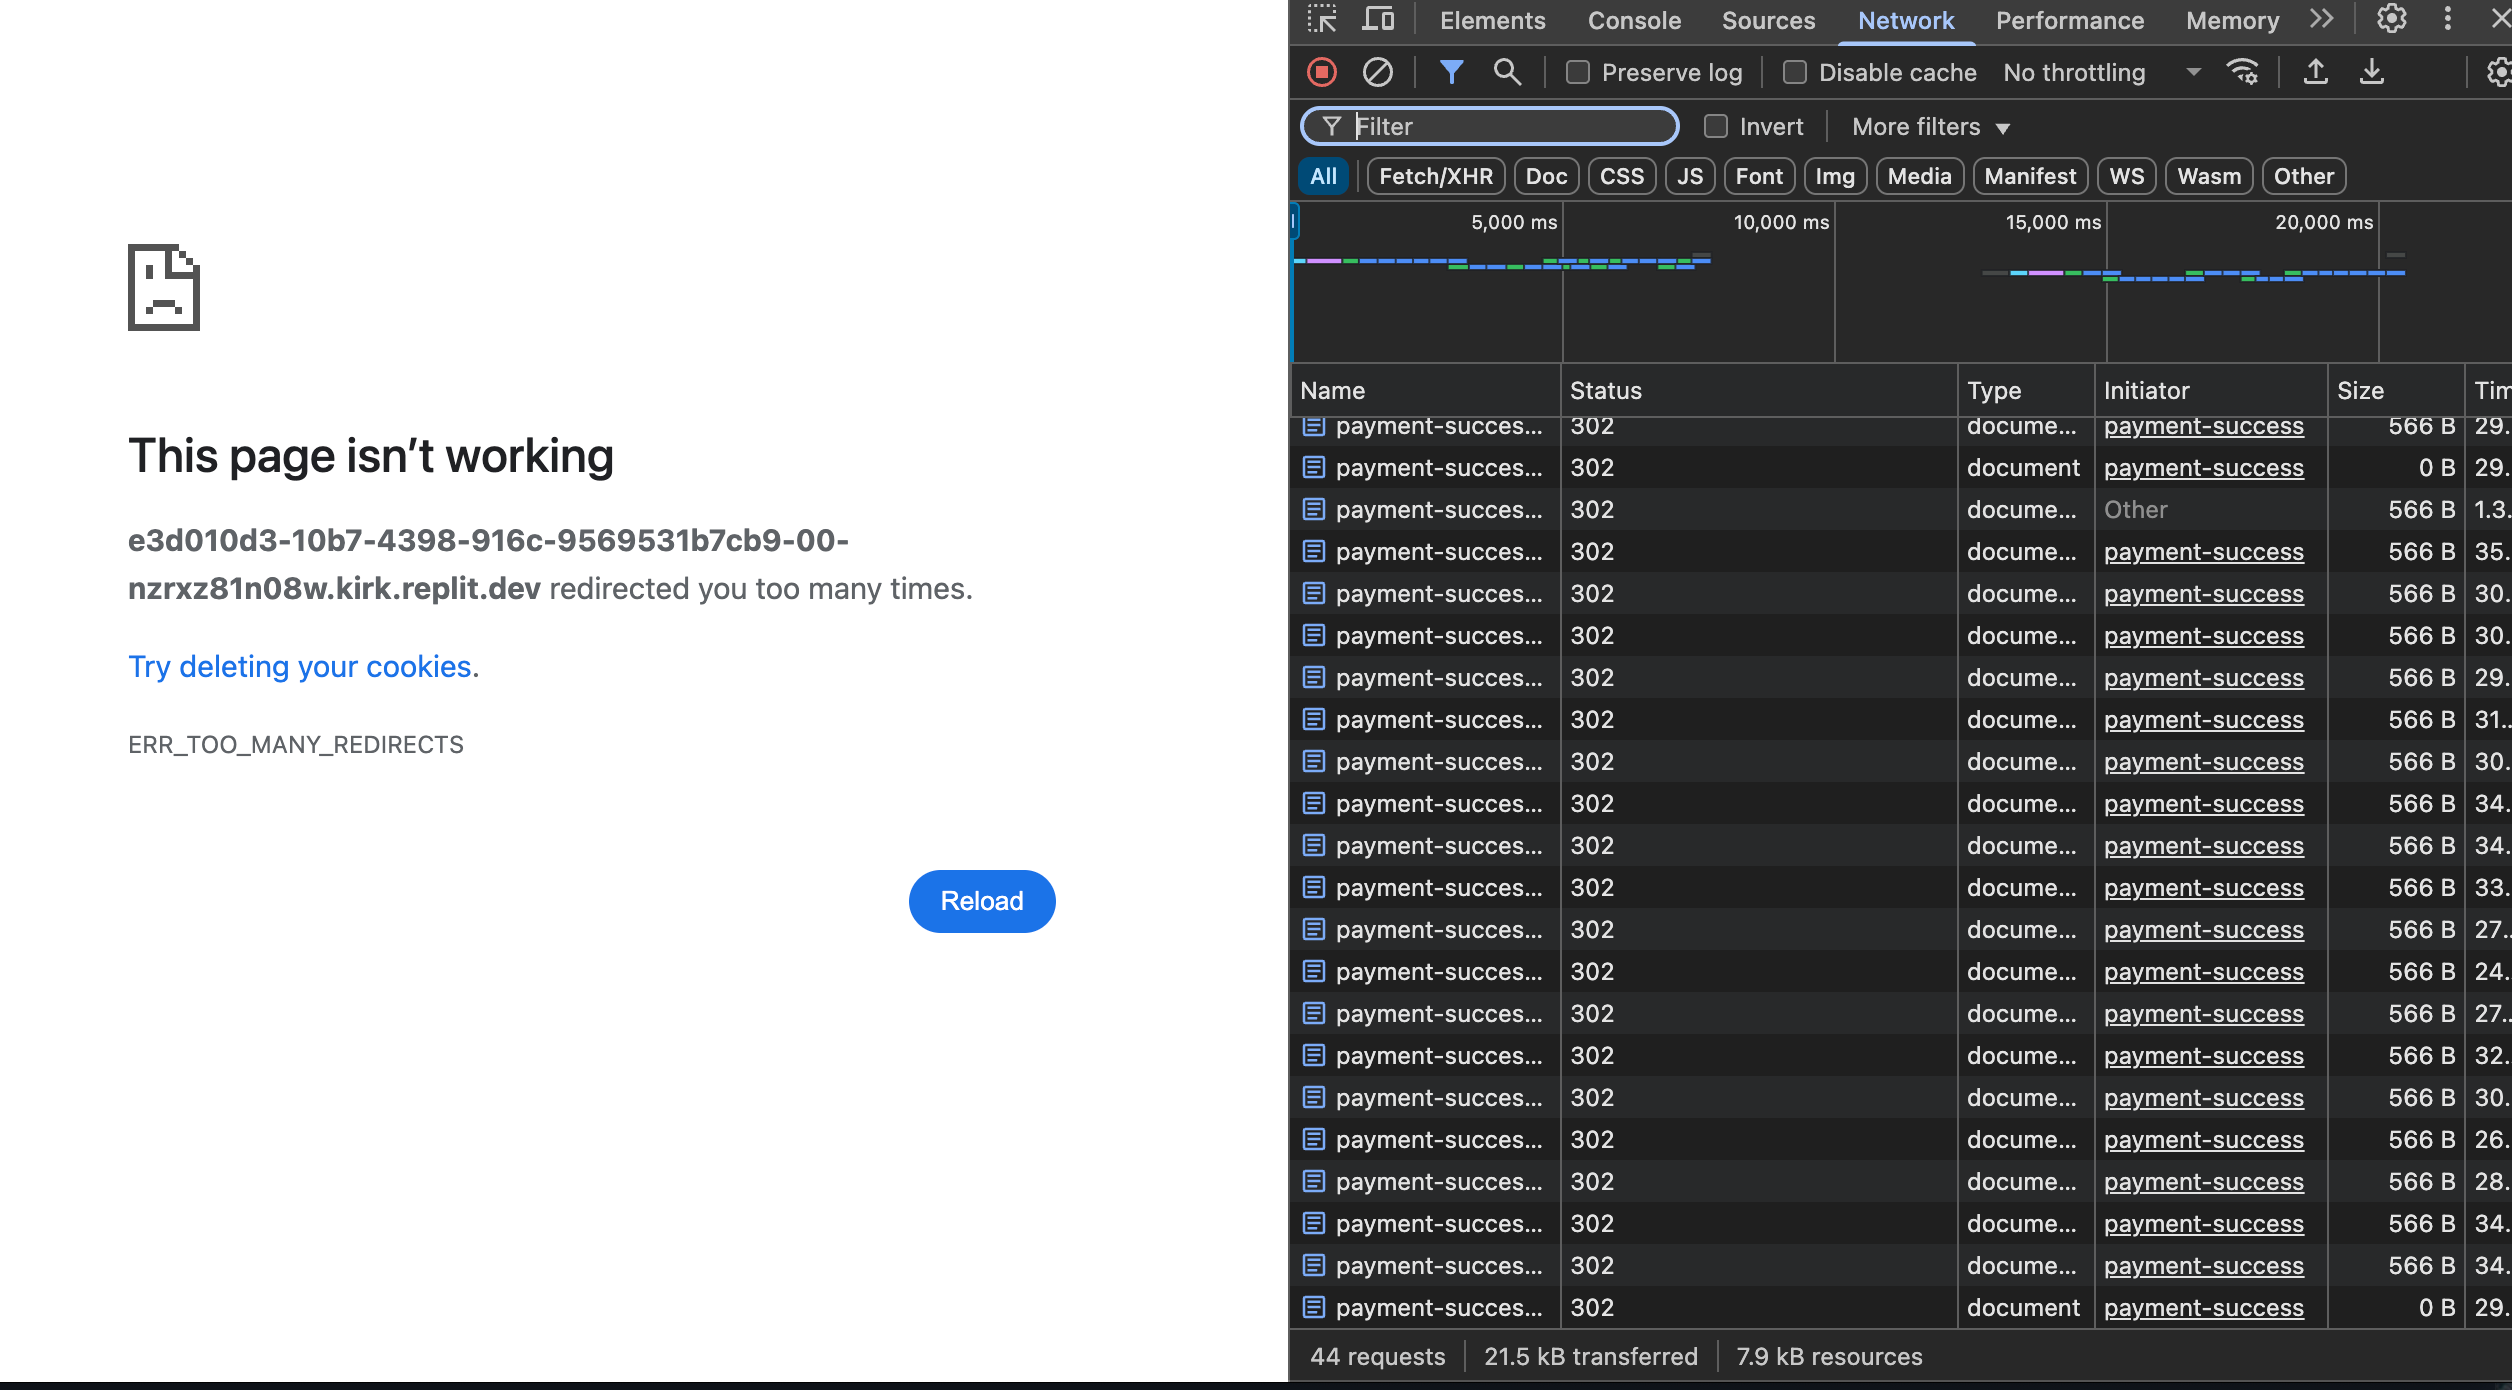 This page isn’t working
e3d010d3-10b7-4398-916c-9569531b7cb9-00-
nzrxz81n08w.kirk.replit.dev redirected you too many times.
Try deleting your cookies.
ERR_TOO_MANY_REDIRECTS
Reload
Elements Console Sources Network Performance Memory
Preserve log Disable cache No throttling
Filter Invert More filters
All Fetch/XHR Doc CSS JS Font Img Media Manifest WS Wasm Other
5,000 ms 10,000 ms 15,000 ms 20,000 ms
Name Status Type Initiator Size Tim
payment-succes... 302 docume... payment-success 566 B 29.
payment-succes... 302 document payment-success 0 B 29.
payment-succes... 302 docume... Other 566 B 1.3.
payment-succes... 302 docume... payment-success 566 B 35.
payment-succes... 302 docume... payment-success 566 B 30.
payment-succes... 302 docume... payment-success 566 B 30.
payment-succes... 302 docume... payment-success 566 B 29.
payment-succes... 302 docume... payment-success 566 B 31..
payment-succes... 302 docume... payment-success 566 B 30.
payment-succes... 302 docume... payment-success 566 B 34.
payment-succes... 302 docume... payment-success 566 B 34.
payment-succes... 302 docume... payment-success 566 B 33.
payment-succes... 302 docume... payment-success 566 B 27..
payment-succes... 302 docume... payment-success 566 B 24.
payment-succes... 302 docume... payment-success 566 B 27..
payment-succes... 302 docume... payment-success 566 B 32.
payment-succes... 302 docume... payment-success 566 B 30.
payment-succes... 302 docume... payment-success 566 B 26.
payment-succes... 302 docume... payment-success 566 B 28.
payment-succes... 302 docume... payment-success 566 B 34.
payment-succes... 302 docume... payment-success 566 B 34.
payment-succes... 302 document payment-success 0 B 29.
44 requests 21.5 kB transferred 7.9 kB resources